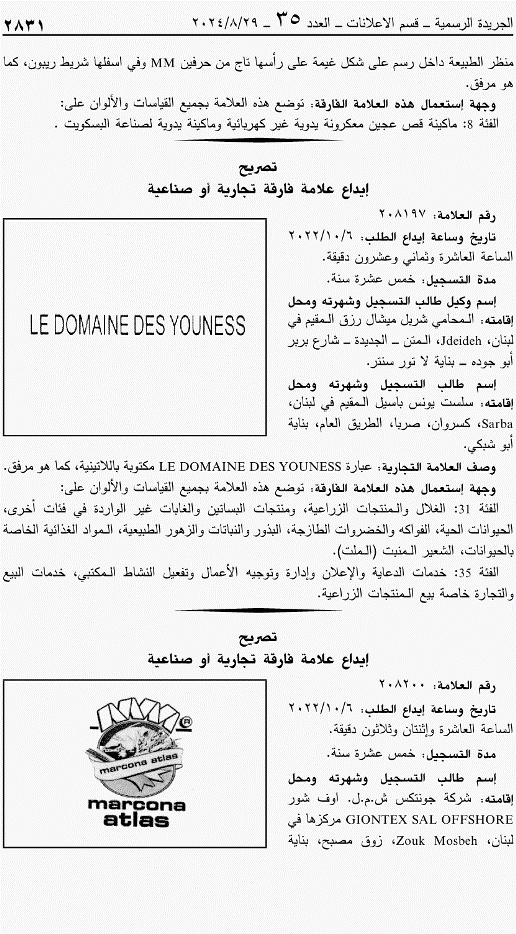 الجريدة الرسمية ــ قسم الاعلانات ــ العدد ٣٥ ــ ٢٠٢٤/٨/٢٩
٢٨٣١
منظر الطبيعة داخل رسم على شكل غيمة على رأسها تاج من حرفين MM وفي اسفلها شريط ريبون، كما
هو مرفق.
وجهة إستعمال هذه العلامة الفارقة: توضع هذه العلامة بجميع القياسات والألوان على:
الفئة 8: ماكينة قص عجين معكرونة يدوية غير كهربائية وماكينة يدوية لصناعة البسكويت .
تصريح
إيداع علامة فارقة تجارية أو صناعية
رقم العلامة: ٢٠٨١٩٧
تاريخ وساعة إيداع الطلب: ٢٠٢٢/١٠/٦
الساعة العاشرة وثماني وعشرون دقيقة.
مدة التسجيل: خمس عشرة سنة.
إسم وكيل طالب التسجيل وشهرته ومحل
إقامته: المحامي شربل ميشال رزق المقيم في
لبنان، Jdeideh، المتن ــ الجديدة ــ شارع بربر
أبو جوده ــ بناية لا تور سنتر.
إسم طالب التسجيل وشهرته ومحل
إقامته: سلست يونس باسيل المقيم في لبنان،
Sarba، كسروان، صربا، الطريق العام، بناية
أبو شبكي.
LE DOMAINE DES YOUNESS
وصف العلامة التجارية: عبارة LE DOMAINE DES YOUNESS مكتوبة باللاتينية، كما هو مرفق.
وجهة إستعمال هذه العلامة الفارقة: توضع هذه العلامة بجميع القياسات والألوان على:
الفئة 31: الغلال والمنتجات الزراعية، ومنتجات البساتين والغابات غير الواردة في فئات أخرى،
الحيوانات الحية، الفواكه والخضروات الطازجة، البذور والنباتات والزهور الطبيعية، المواد الغذائية الخاصة
بالحيوانات، الشعير المنبت (الملت).
الفئة 35: خدمات الدعاية والإعلان وإدارة وتوجيه الأعمال وتفعيل النشاط المكتبي، خدمات البيع
والتجارة خاصة بيع المنتجات الزراعية.
تصريح
إيداع علامة فارقة تجارية أو صناعية
رقم العلامة: ٢٠٨٢٠٠
تاريخ وساعة إيداع الطلب: ٢٠٢٢/١٠/٦
الساعة العاشرة وإثنتان وثلاثون دقيقة.
مدة التسجيل: خمس عشرة سنة.
إسم طالب التسجيل وشهرته ومحل
إقامته: شركة جونتكس ش.م.ل. اوف شور
GIONTEX SAL OFFSHORE مركزها في
لبنان، Zouk Mosbeh، زوق مصبح، بناية
®
marcona atlas
marcona
atlas